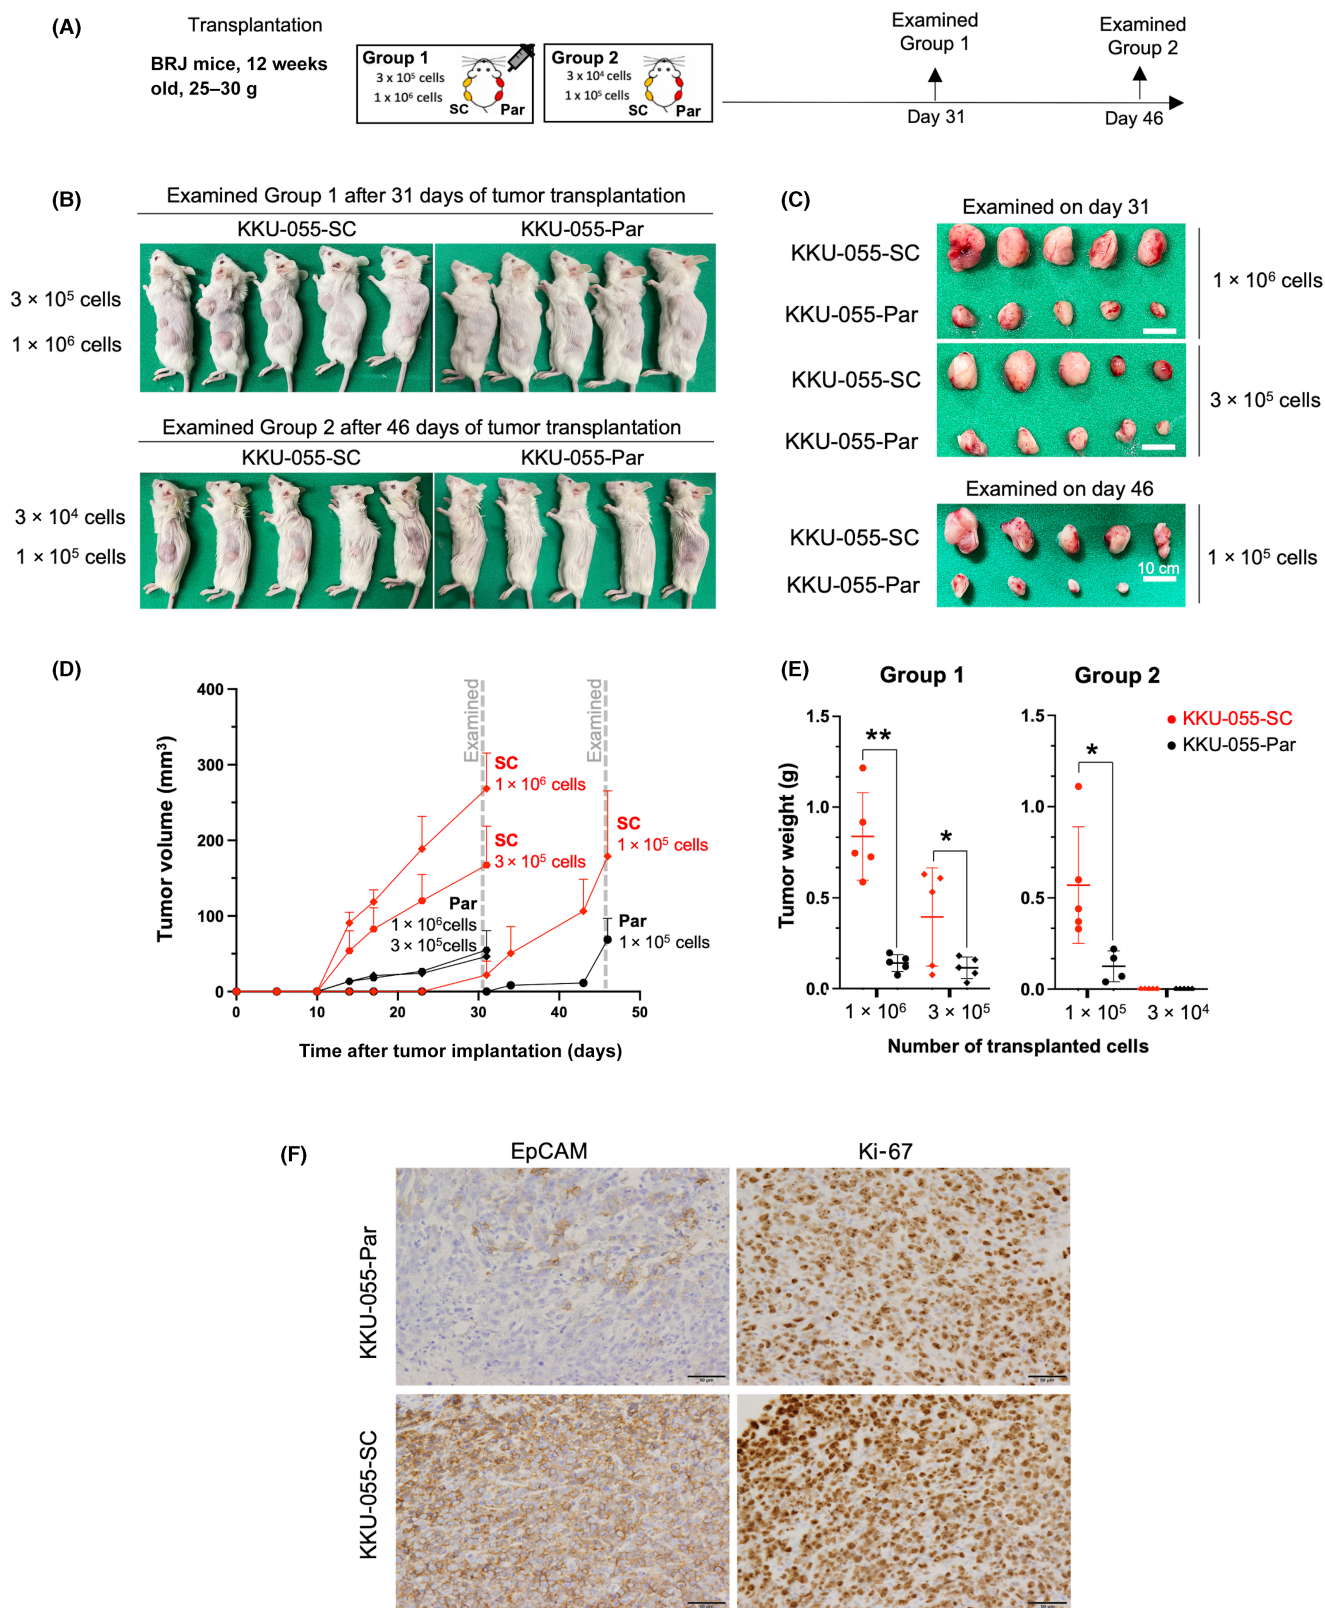 (A)
Transplantation
BRJ mice, 12 weeks
old, 25–30 g
Group 1
3 x 10⁵ cells
1 x 10⁶ cells
SC
Par
Group 2
3 x 10⁴ cells
1 x 10⁵ cells
SC
Par
Examined
Group 1
Day 31
Examined
Group 2
Day 46
(B)
Examined Group 1 after 31 days of tumor transplantation
KKU-055-SC
KKU-055-Par
3 × 10⁵ cells
1 × 10⁶ cells
Examined Group 2 after 46 days of tumor transplantation
KKU-055-SC
KKU-055-Par
3 × 10⁴ cells
1 × 10⁵ cells
(C)
Examined on day 31
KKU-055-SC
KKU-055-Par
1 × 10⁶ cells
KKU-055-SC
KKU-055-Par
3 × 10⁵ cells
Examined on day 46
KKU-055-SC
KKU-055-Par
10 cm
1 × 10⁵ cells
(D)
Tumor volume (mm³)
400
300
200
100
0
0
10
20
30
40
50
Time after tumor implantation (days)
Examined
Examined
SC
1 × 10⁶ cells
SC
3 × 10⁵ cells
Par
1 × 10⁶cells
3 × 10⁵cells
SC
1 × 10⁵ cells
Par
1 × 10⁵ cells
(E)
Group 1
Group 2
Tumor weight (g)
1.5
1.0
0.5
0.0
**
*
1 × 10⁶
3 × 10⁵
1.5
1.0
0.5
0.0
*
1 × 10⁵
3 × 10⁴
KKU-055-SC
KKU-055-Par
Number of transplanted cells
(F)
EpCAM
Ki-67
KKU-055-Par
KKU-055-SC
50 µm
50 µm
50 µm
50 µm